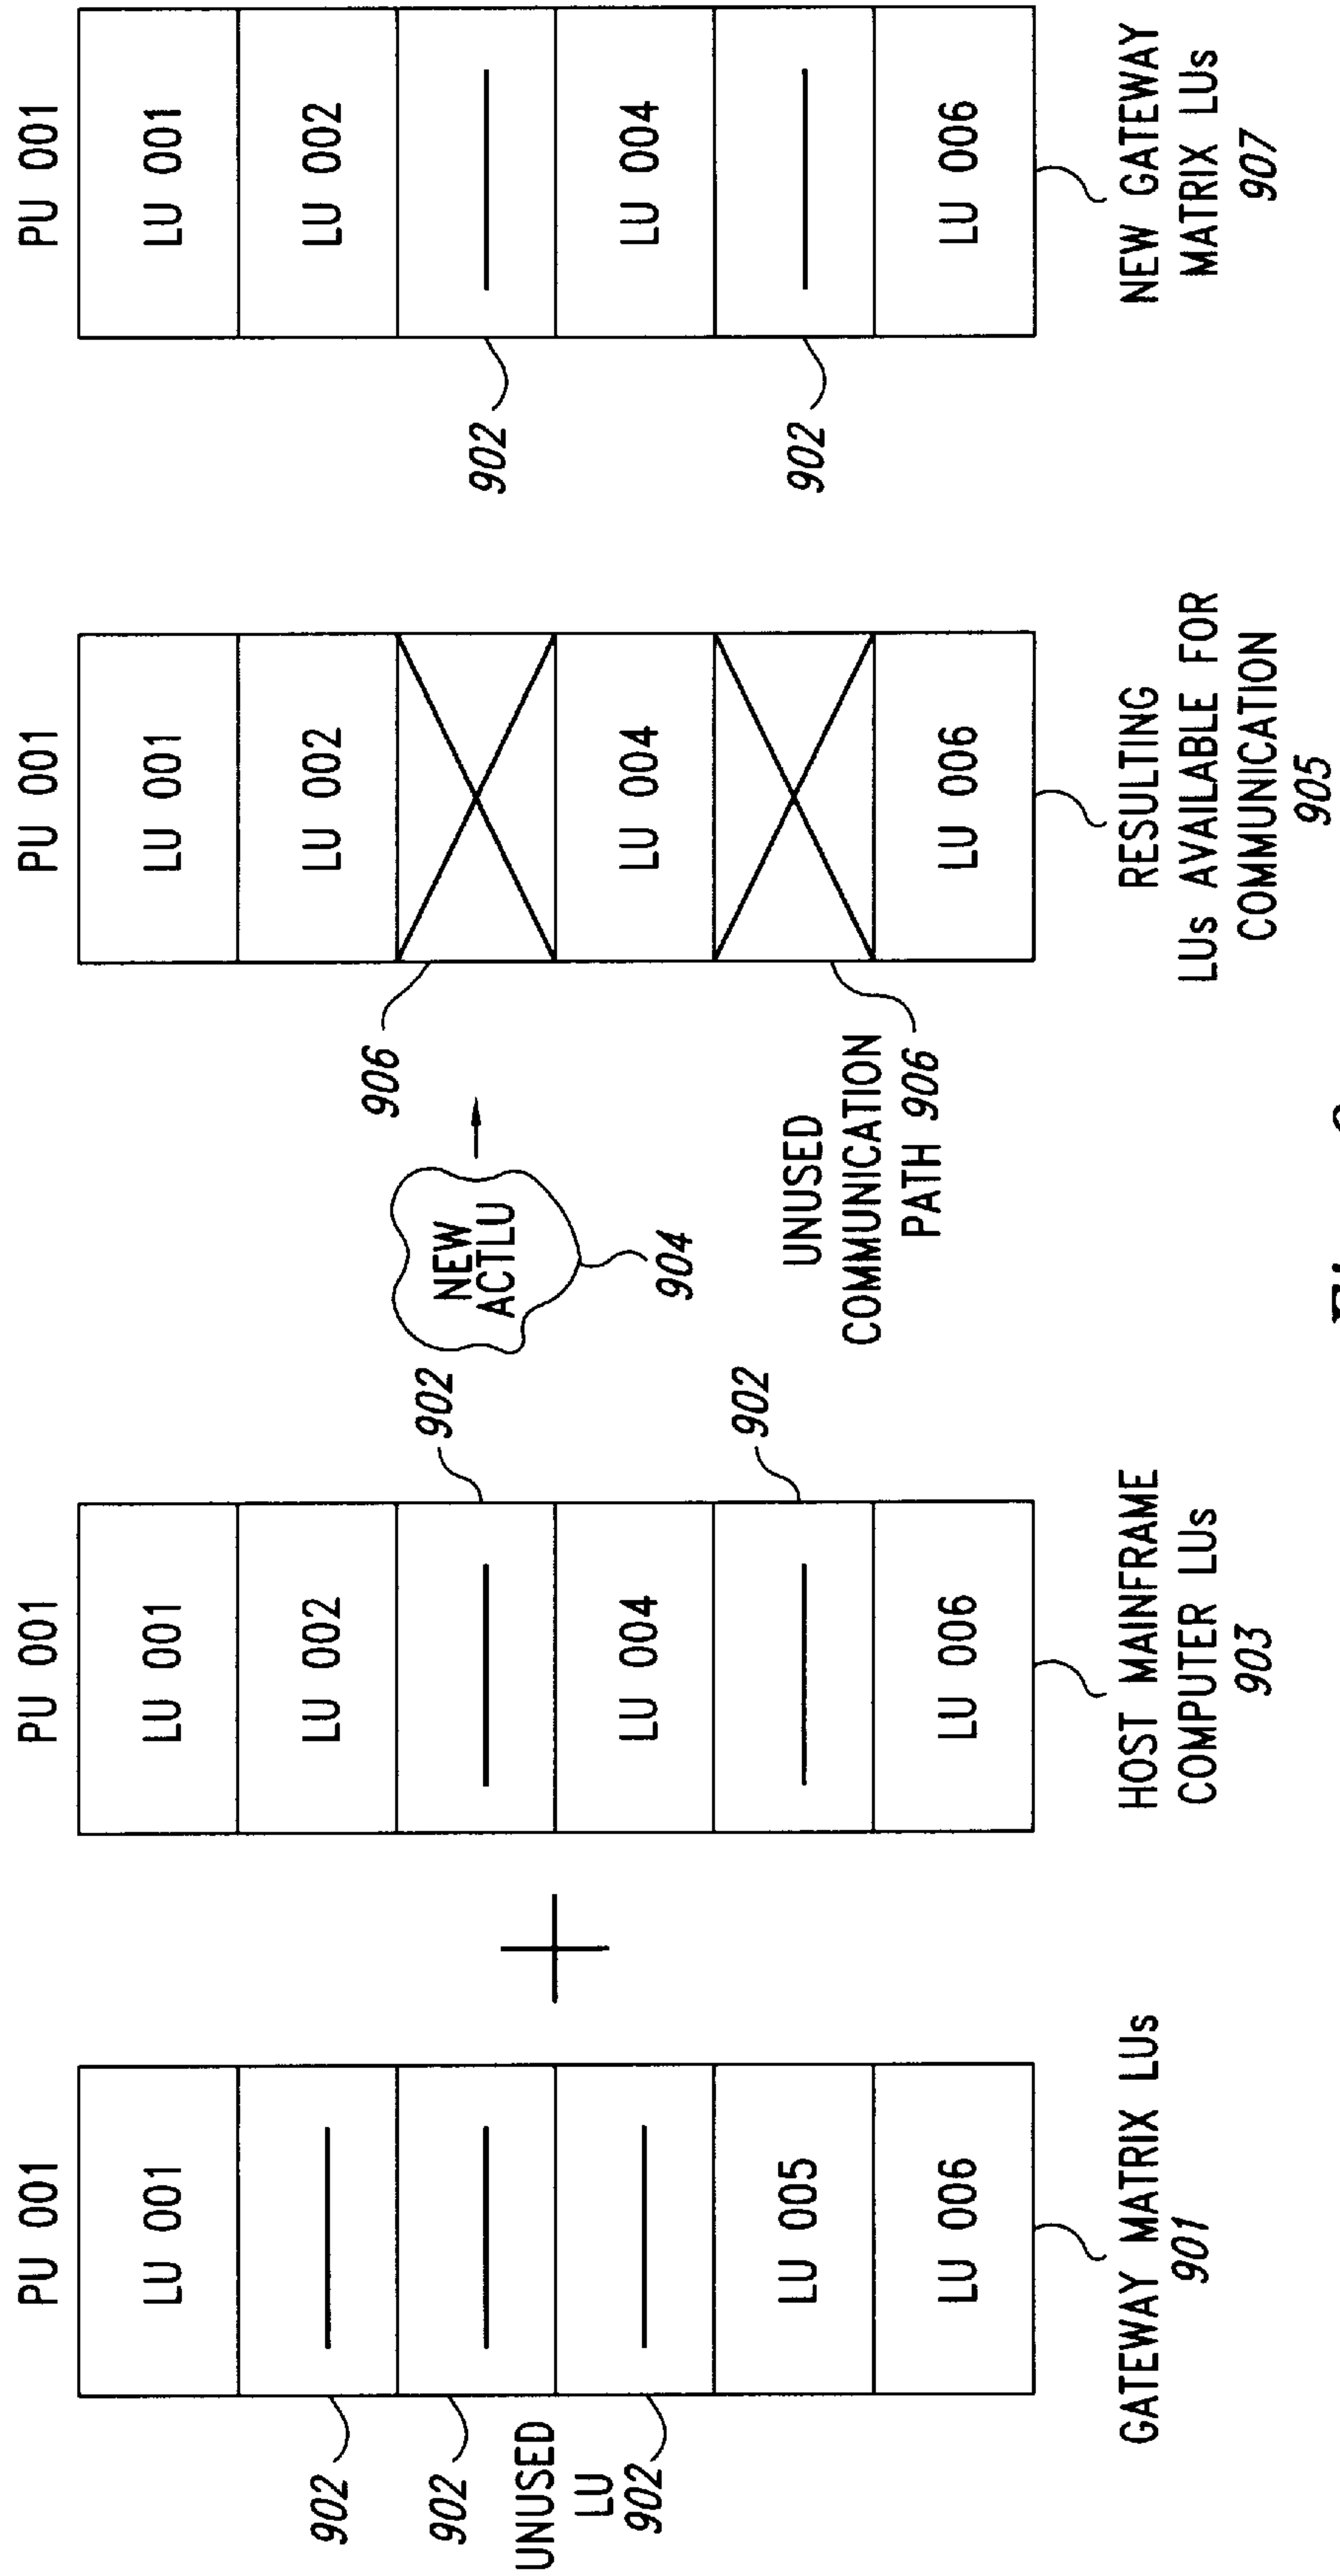 PU 001
LU 001
LU 005
LU 006
902
902
UNUSED
LU
902
GATEWAY MATRIX LUs
901
PU 001
LU 001
LU 002
LU 004
LU 006
902
902
HOST MAINFRAME
COMPUTER LUs
903
NEW
ACTLU
904
PU 001
LU 001
LU 002
LU 004
LU 006
906
UNUSED
COMMUNICATION
PATH 906
RESULTING
LUs AVAILABLE FOR
COMMUNICATION
905
PU 001
LU 001
LU 002
LU 004
LU 006
902
902
NEW GATEWAY
MATRIX LUs
907